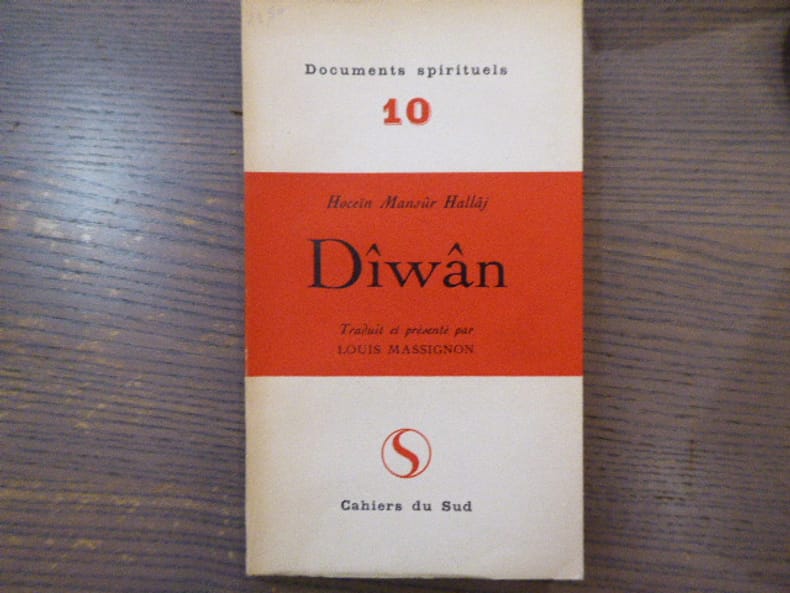 Documents spirituels
10
Hoceïn Mansûr Hallâj
Dîwân
Traduit et présenté par
LOUIS MASSIGNON
S
Cahiers du Sud